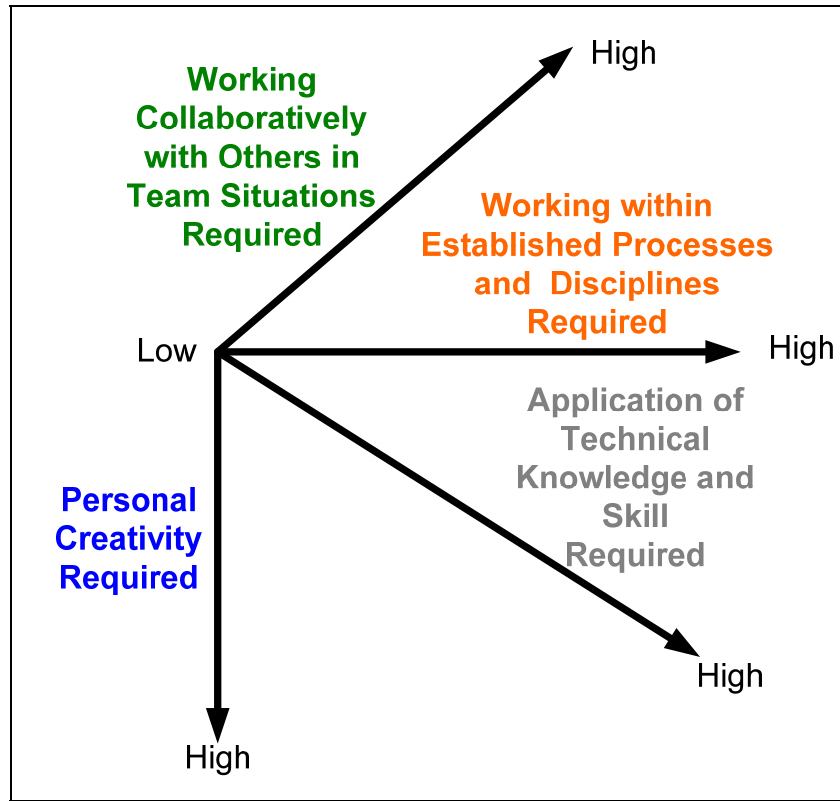 High
Working
Collaboratively
with Others in
Team Situations
Required
Working within
Established Processes
and  Disciplines
Required
Low
High
Application of
Technical
Knowledge and
Skill
Required
Personal
Creativity
Required
High
High